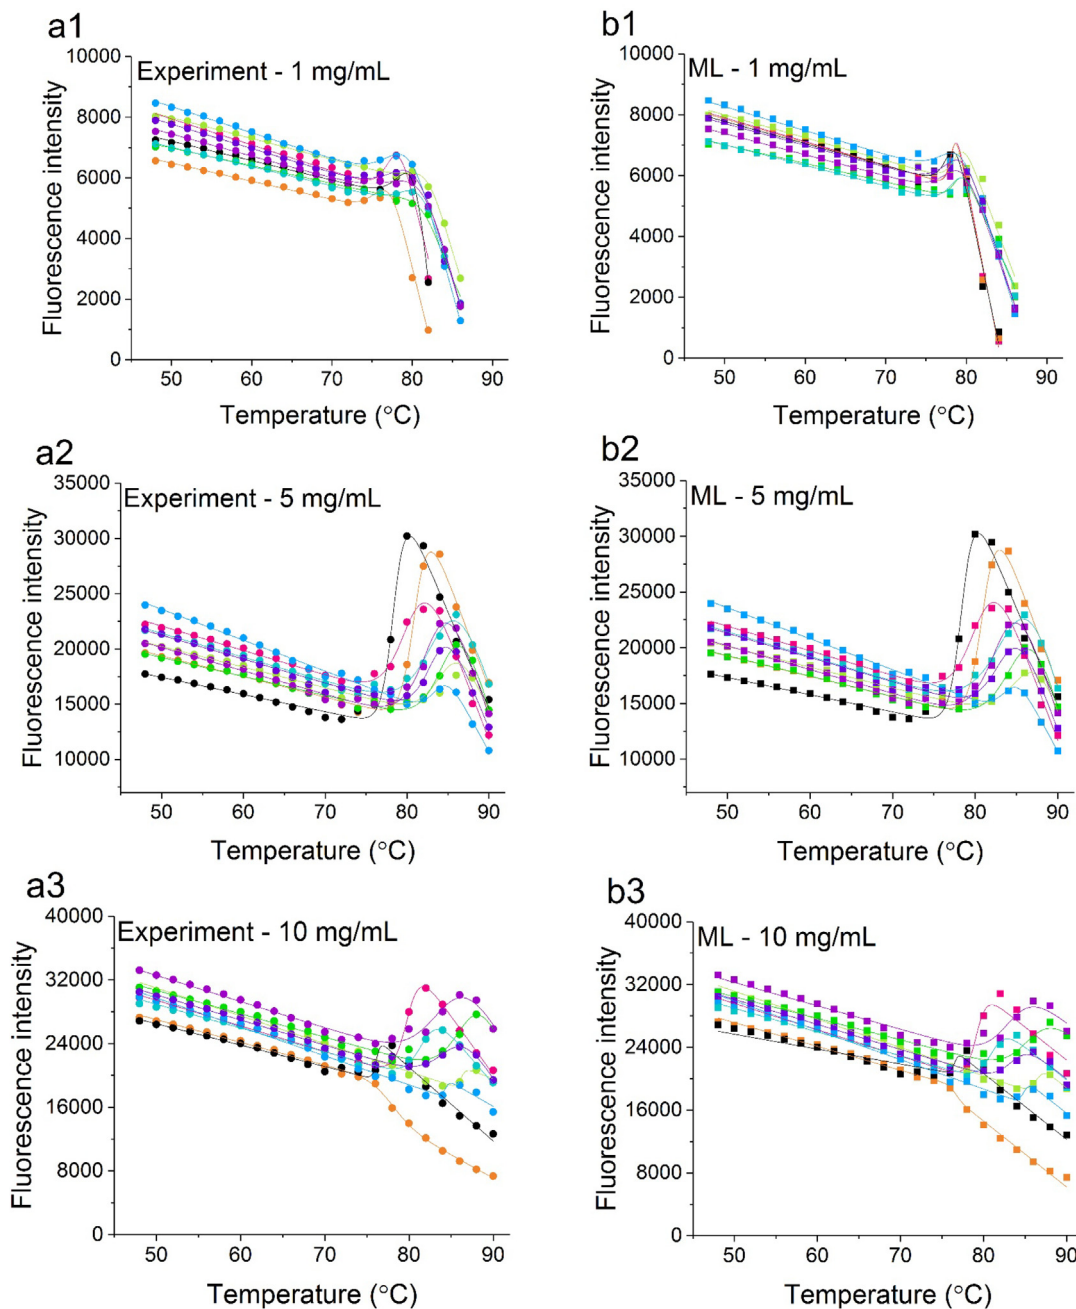 a1
Experiment - 1 mg/mL
10000
8000
6000
4000
2000
0
50
60
70
80
90
Fluorescence intensity
Temperature (°C)
b1
ML - 1 mg/mL
10000
8000
6000
4000
2000
0
50
60
70
80
90
Fluorescence intensity
Temperature (°C)
a2
Experiment - 5 mg/mL
35000
30000
25000
20000
15000
10000
50
60
70
80
90
Fluorescence intensity
Temperature (°C)
b2
ML - 5 mg/mL
35000
30000
25000
20000
15000
10000
50
60
70
80
90
Fluorescence intensity
Temperature (°C)
a3
Experiment - 10 mg/mL
40000
32000
24000
16000
8000
0
50
60
70
80
90
Fluorescence intensity
Temperature (°C)
b3
ML - 10 mg/mL
40000
32000
24000
16000
8000
0
50
60
70
80
90
Fluorescence intensity
Temperature (°C)